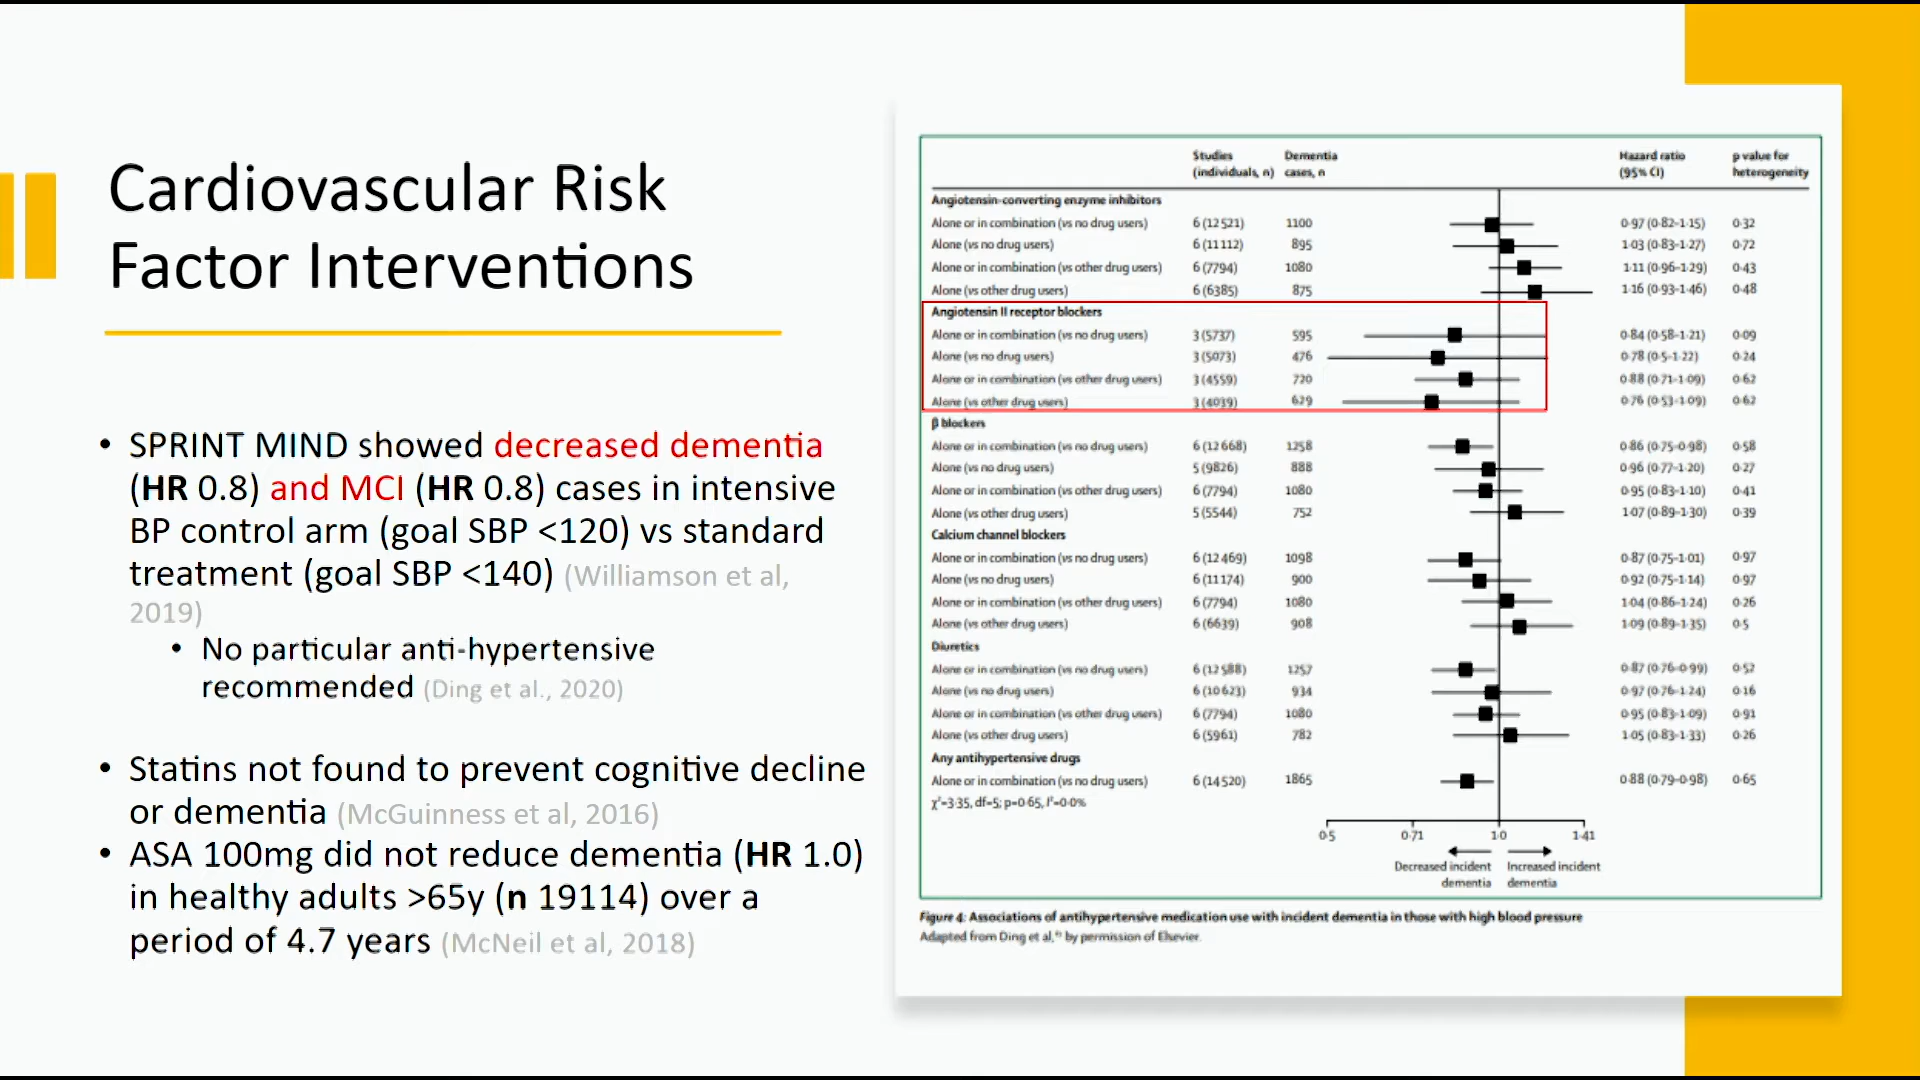 Cardiovascular Risk
Factor Interventions
• SPRINT MIND showed decreased dementia
(HR 0.8) and MCI (HR 0.8) cases in intensive
BP control arm (goal SBP <120) vs standard
treatment (goal SBP <140) (Williamson et al,
2019)
• No particular anti-hypertensive
recommended (Ding et al., 2020)
• Statins not found to prevent cognitive decline
or dementia (McGuinness et al, 2016)
• ASA 100mg did not reduce dementia (HR 1.0)
in healthy adults >65y (n 19114) over a
period of 4.7 years (McNeil et al, 2018)
Studies Dementia Hazard ratio p value for
(individuals, n) cases, n (95% CI) heterogeneity
Angiotensin-converting enzyme inhibitors
Alone or in combination (vs no drug users) 6 (12 521) 1100 0·97 (0·82–1·15) 0·32
Alone (vs no drug users) 6 (11 112) 895 1·03 (0·83–1·27) 0·72
Alone or in combination (vs other drug users) 6 (7794) 1080 1·11 (0·96–1·29) 0·43
Alone (vs other drug users) 6 (6385) 875 1·16 (0·93–1·46) 0·48
Angiotensin II receptor blockers
Alone or in combination (vs no drug users) 3 (5737) 595 0·84 (0·58–1·21) 0·09
Alone (vs no drug users) 3 (5073) 476 0·78 (0·5–1·22) 0·24
Alone or in combination (vs other drug users) 3 (4559) 720 0·88 (0·71–1·09) 0·62
Alone (vs other drug users) 3 (4039) 629 0·76 (0·53–1·09) 0·62
β blockers
Alone or in combination (vs no drug users) 6 (12 668) 1258 0·86 (0·75–0·98) 0·58
Alone (vs no drug users) 5 (9826) 888 0·96 (0·77–1·20) 0·27
Alone or in combination (vs other drug users) 6 (7794) 1080 0·95 (0·83–1·10) 0·41
Alone (vs other drug users) 5 (5544) 752 1·07 (0·89–1·30) 0·39
Calcium channel blockers
Alone or in combination (vs no drug users) 6 (12 469) 1098 0·87 (0·75–1·01) 0·97
Alone (vs no drug users) 6 (11 174) 900 0·92 (0·75–1·14) 0·97
Alone or in combination (vs other drug users) 6 (7794) 1080 1·04 (0·86–1·24) 0·26
Alone (vs other drug users) 6 (6639) 908 1·09 (0·89–1·35) 0·5
Diuretics
Alone or in combination (vs no drug users) 6 (12 588) 1257 0·87 (0·76–0·99) 0·52
Alone (vs no drug users) 6 (10 623) 934 0·97 (0·76–1·24) 0·16
Alone or in combination (vs other drug users) 6 (7794) 1080 0·95 (0·83–1·09) 0·91
Alone (vs other drug users) 6 (5961) 782 1·05 (0·83–1·33) 0·26
Any antihypertensive drugs
Alone or in combination (vs no drug users) 6 (14 520) 1865 0·88 (0·79–0·98) 0·65
χ²=3·35, df=5; p=0·65, I²=0·0%
0·5 0·71 1·0 1·41
Decreased incident Increased incident
dementia dementia
Figure 4: Associations of antihypertensive medication use with incident dementia in those with high blood pressure
Adapted from Ding et al, by permission of Elsevier.